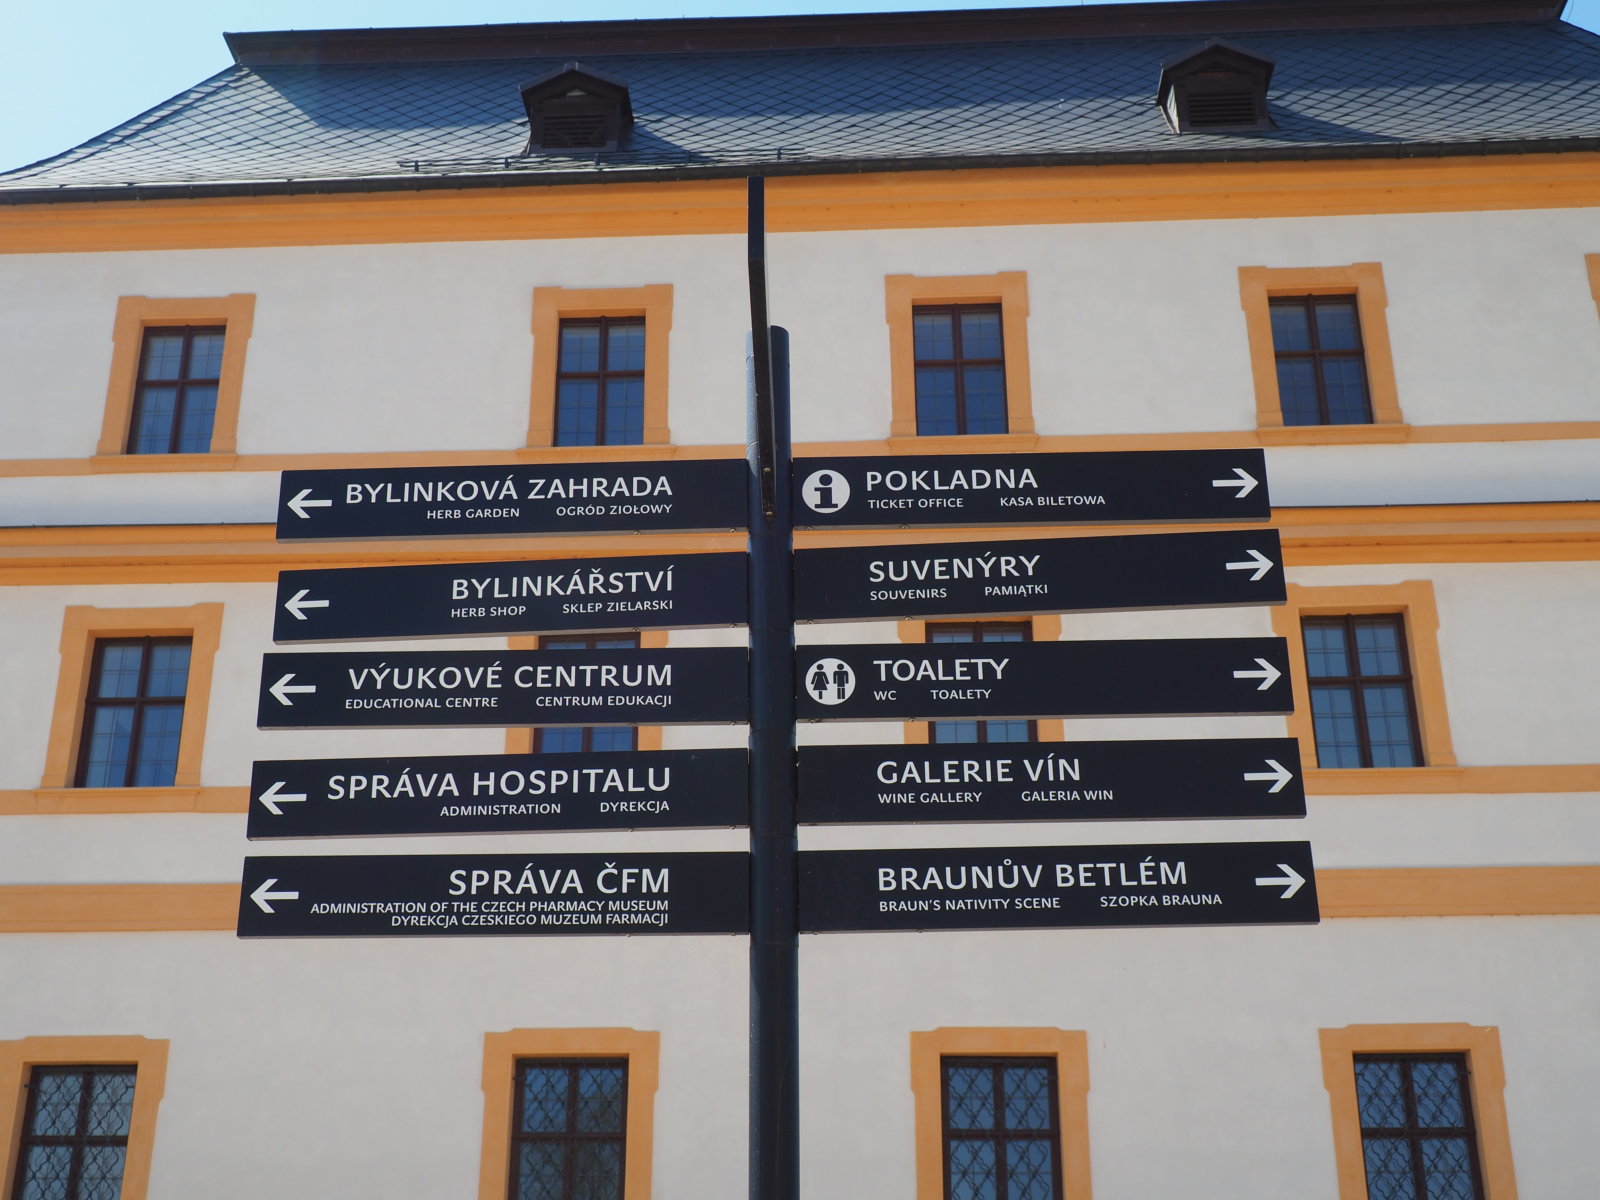 BYLINKOVÁ ZAHRADA
HERB GARDEN OGRÓD ZIOŁOWY
BYLINKÁŘSTVÍ
HERB SHOP SKLEP ZIELARSKI
VÝUKOVÉ CENTRUM
EDUCATIONAL CENTRE CENTRUM EDUKACJI
SPRÁVA HOSPITALU
ADMINISTRATION DYREKCJA
SPRÁVA ČFM
ADMINISTRATION OF THE CZECH PHARMACY MUSEUM
DYREKCJA CZESKIEGO MUZEUM FARMACJI
POKLADNA
TICKET OFFICE KASA BILETOWA
SUVENÝRY
SOUVENIRS PAMIĄTKI
TOALETY
WC TOALETY
GALERIE VÍN
WINE GALLERY GALERIA WIN
BRAUNŮV BETLÉM
BRAUN'S NATIVITY SCENE SZOPKA BRAUNA